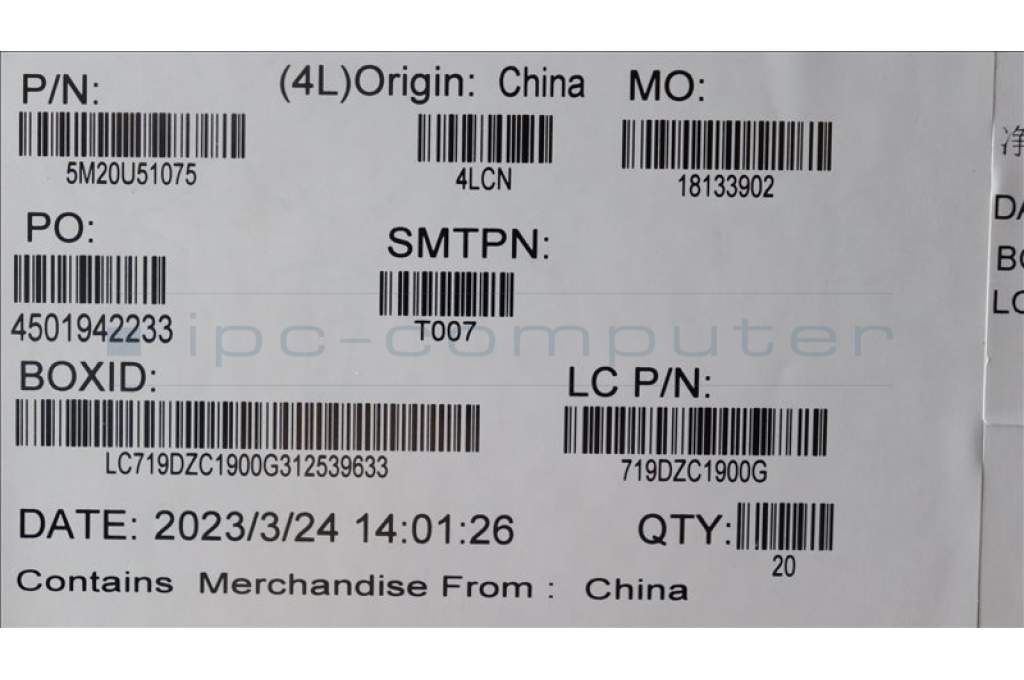 P/N:
(4L)Origin: China
MO:
5M20U51075
4LCN
18133902
PO:
SMTPN:
4501942233
T007
ipc-computer
BOXID:
LC P/N:
LC719DZC1900G312539633
719DZC1900G
DATE: 2023/3/24 14:01:26
QTY:
20
Contains Merchandise From : China
净
DA
BO
LC